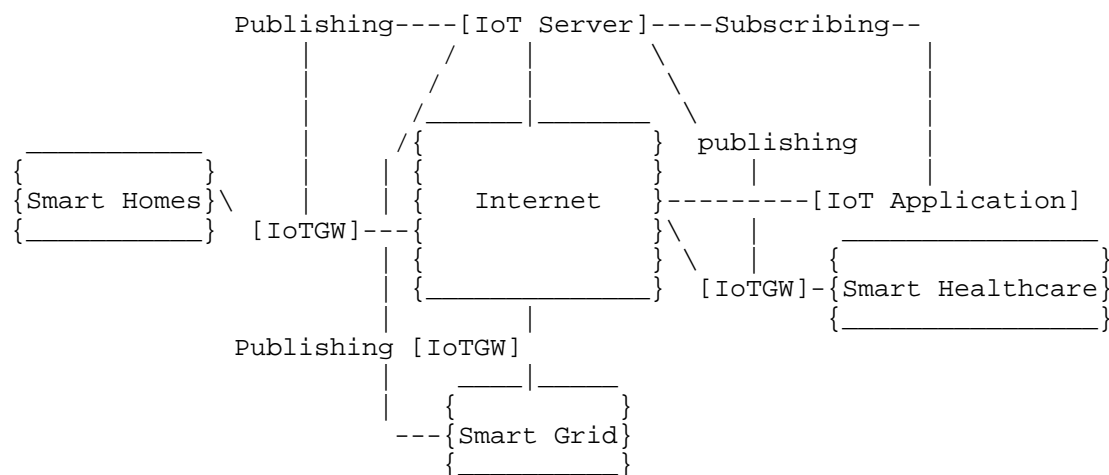 Publishing----[IoT Server]----Subscribing--
publishing
Smart Homes Internet [IoT Application]
[IoTGW]
[IoTGW] Smart Healthcare
Publishing [IoTGW]
Smart Grid